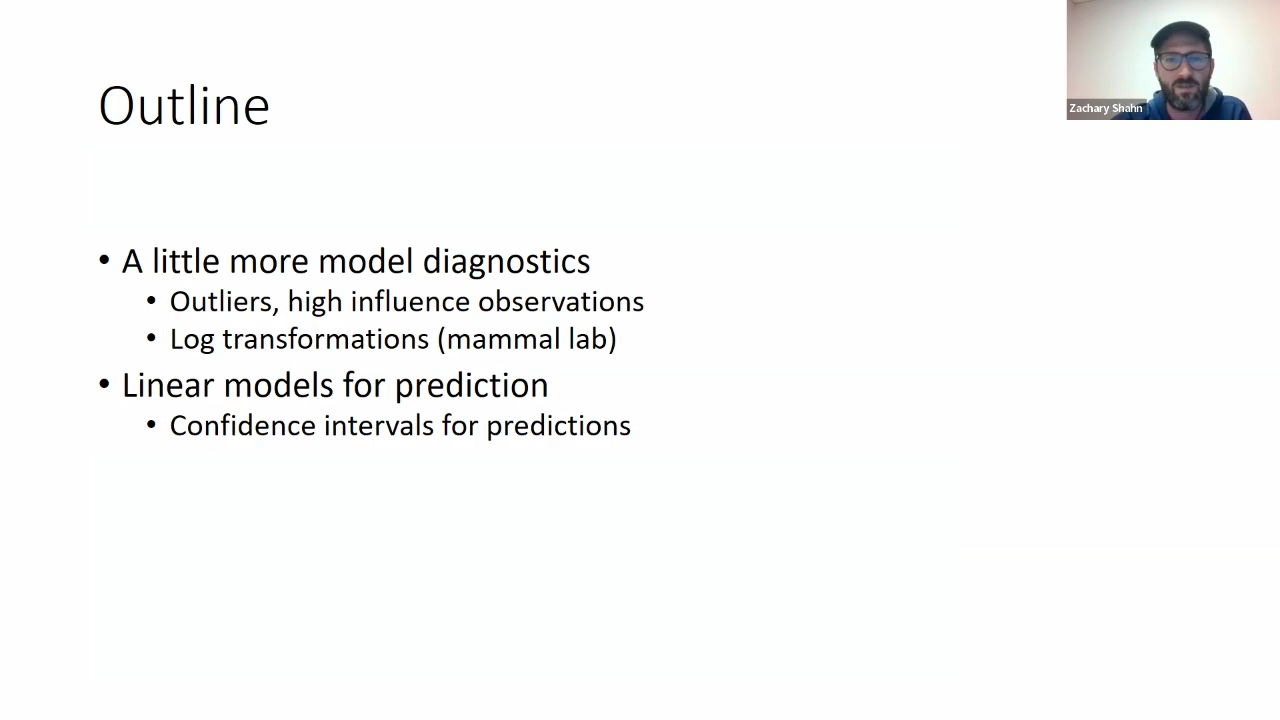 Outline
Zachary Shahn
• A little more model diagnostics
• Outliers, high influence observations
• Log transformations (mammal lab)
• Linear models for prediction
• Confidence intervals for predictions